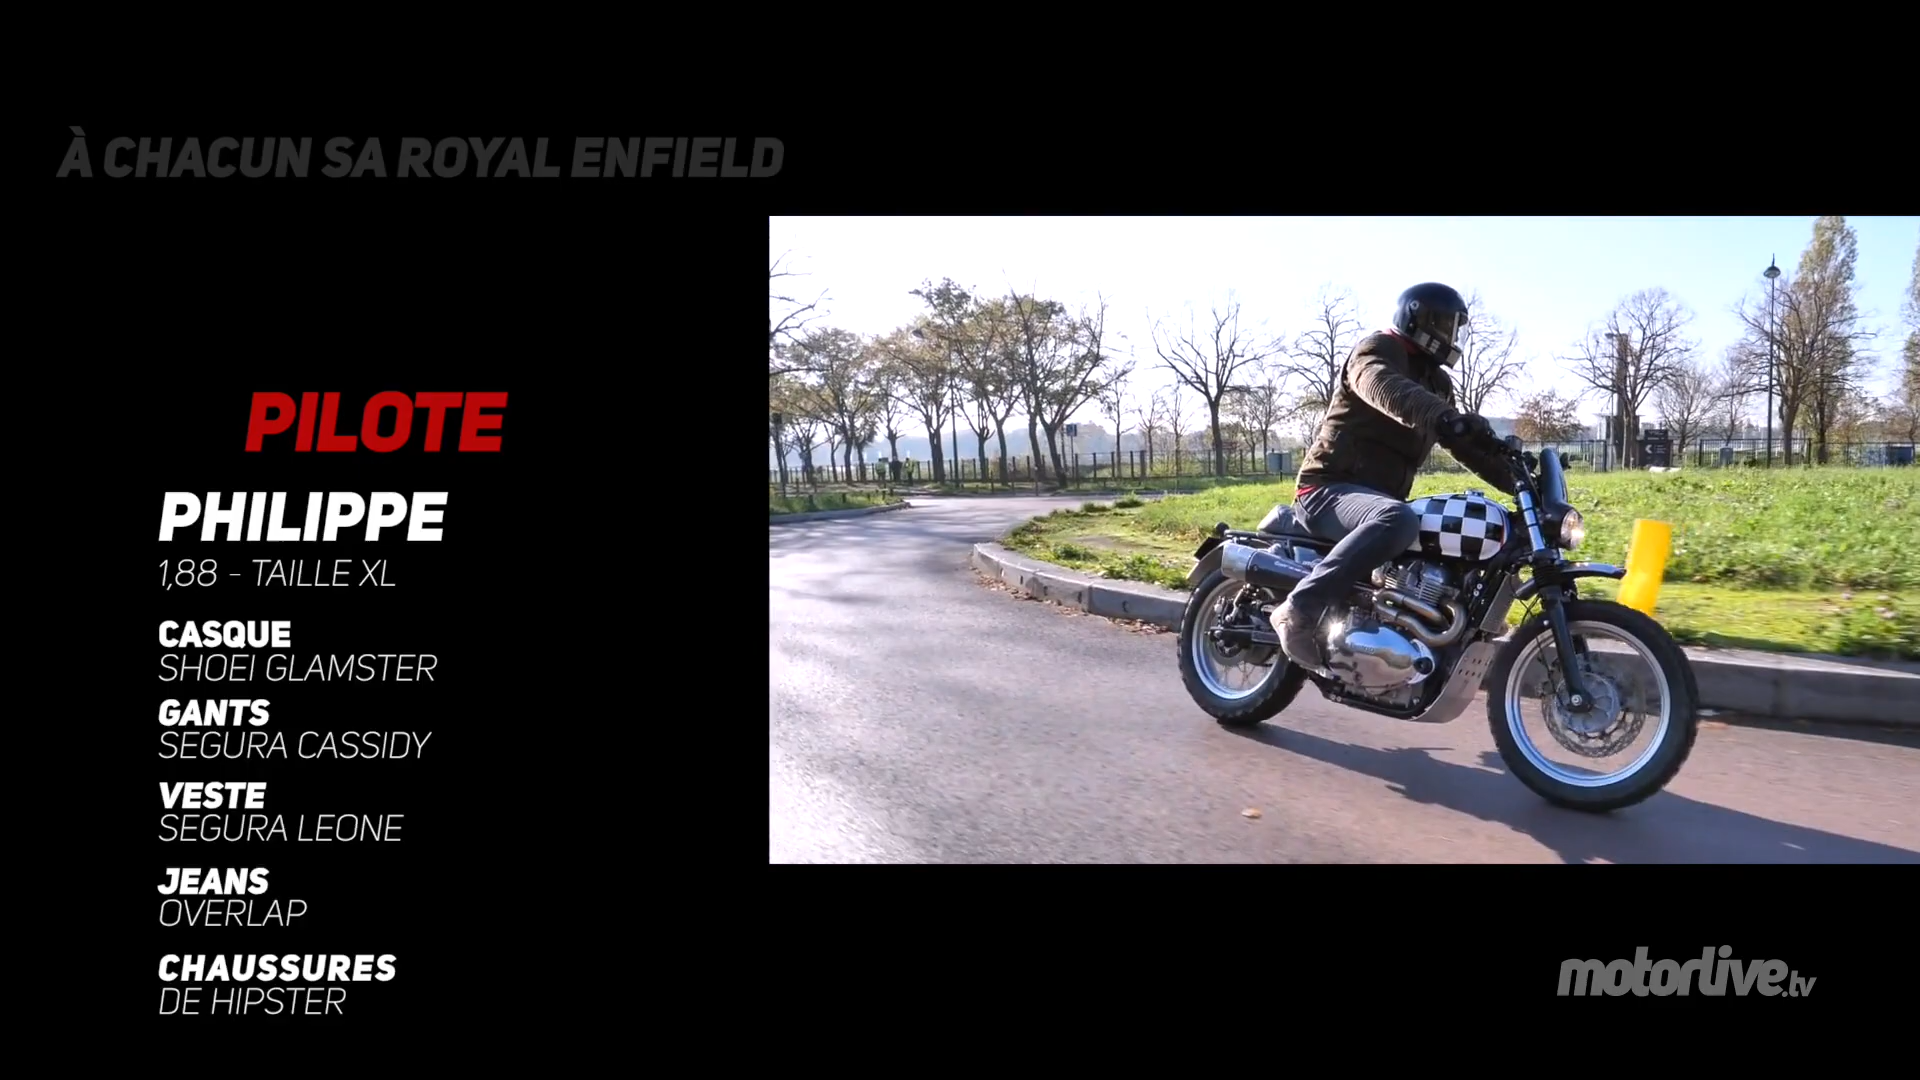 À CHACUN SA ROYAL ENFIELD
PILOTE
PHILIPPE
1,88 - TAILLE XL
CASQUE
SHOEI GLAMSTER
GANTS
SEGURA CASSIDY
VESTE
SEGURA LEONE
JEANS
OVERLAP
CHAUSSURES
DE HIPSTER
motorlive.tv